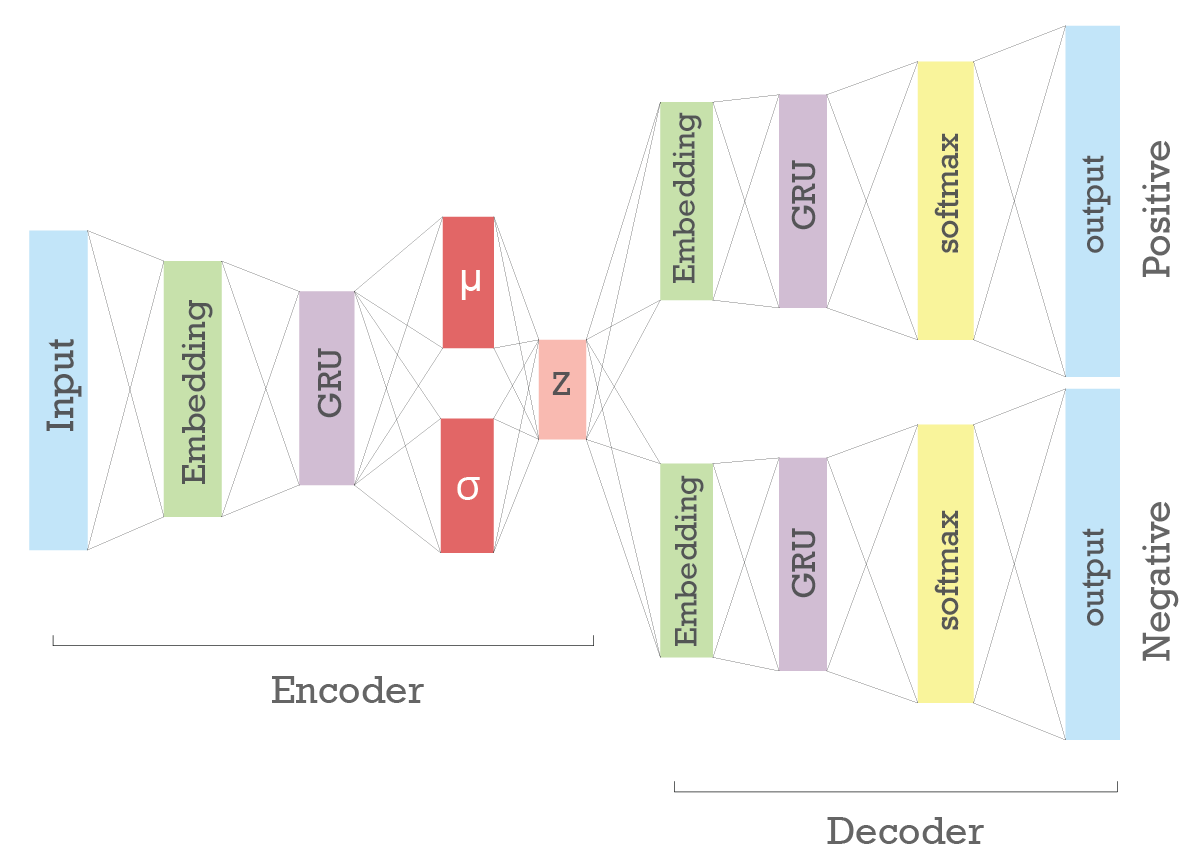 Input
Embedding
GRU
μ
σ
Z
Embedding
GRU
softmax
output
Positive
Embedding
GRU
softmax
output
Negative
Encoder
Decoder